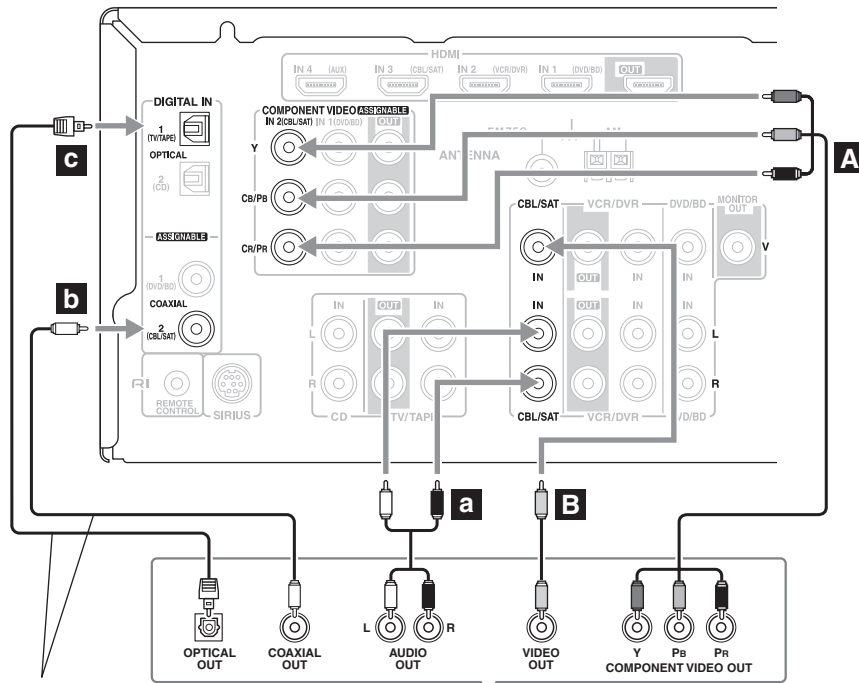 HDMI
IN 4 (AUX) IN 3 (CBL/SAT) IN 2 (VCR/DVR) IN 1 (DVD/BD) OUT
DIGITAL IN
1
(TV/TAPE)
OPTICAL
2
(CD)
ASSIGNABLE
1
(DVD/BD)
COAXIAL
2
(CBL/SAT)
COMPONENT VIDEO ASSIGNABLE
IN 2(CBL/SAT) IN 1(DVD/BD) OUT
Y
CB/PB
CR/PR
ANTENNA
FM75
AM
c
b
A
CBL/SAT VCR/DVR DVD/BD MONITOR OUT
V
IN OUT IN IN
IN OUT IN IN
L
R
CBL/SAT VCR/DVR DVD/BD
IN OUT IN
L
R
CD TV/TAPE
RI
REMOTE
CONTROL
SIRIUS
a
B
OPTICAL
OUT
COAXIAL
OUT
L R
AUDIO
OUT
VIDEO
OUT
Y PB PR
COMPONENT VIDEO OUT